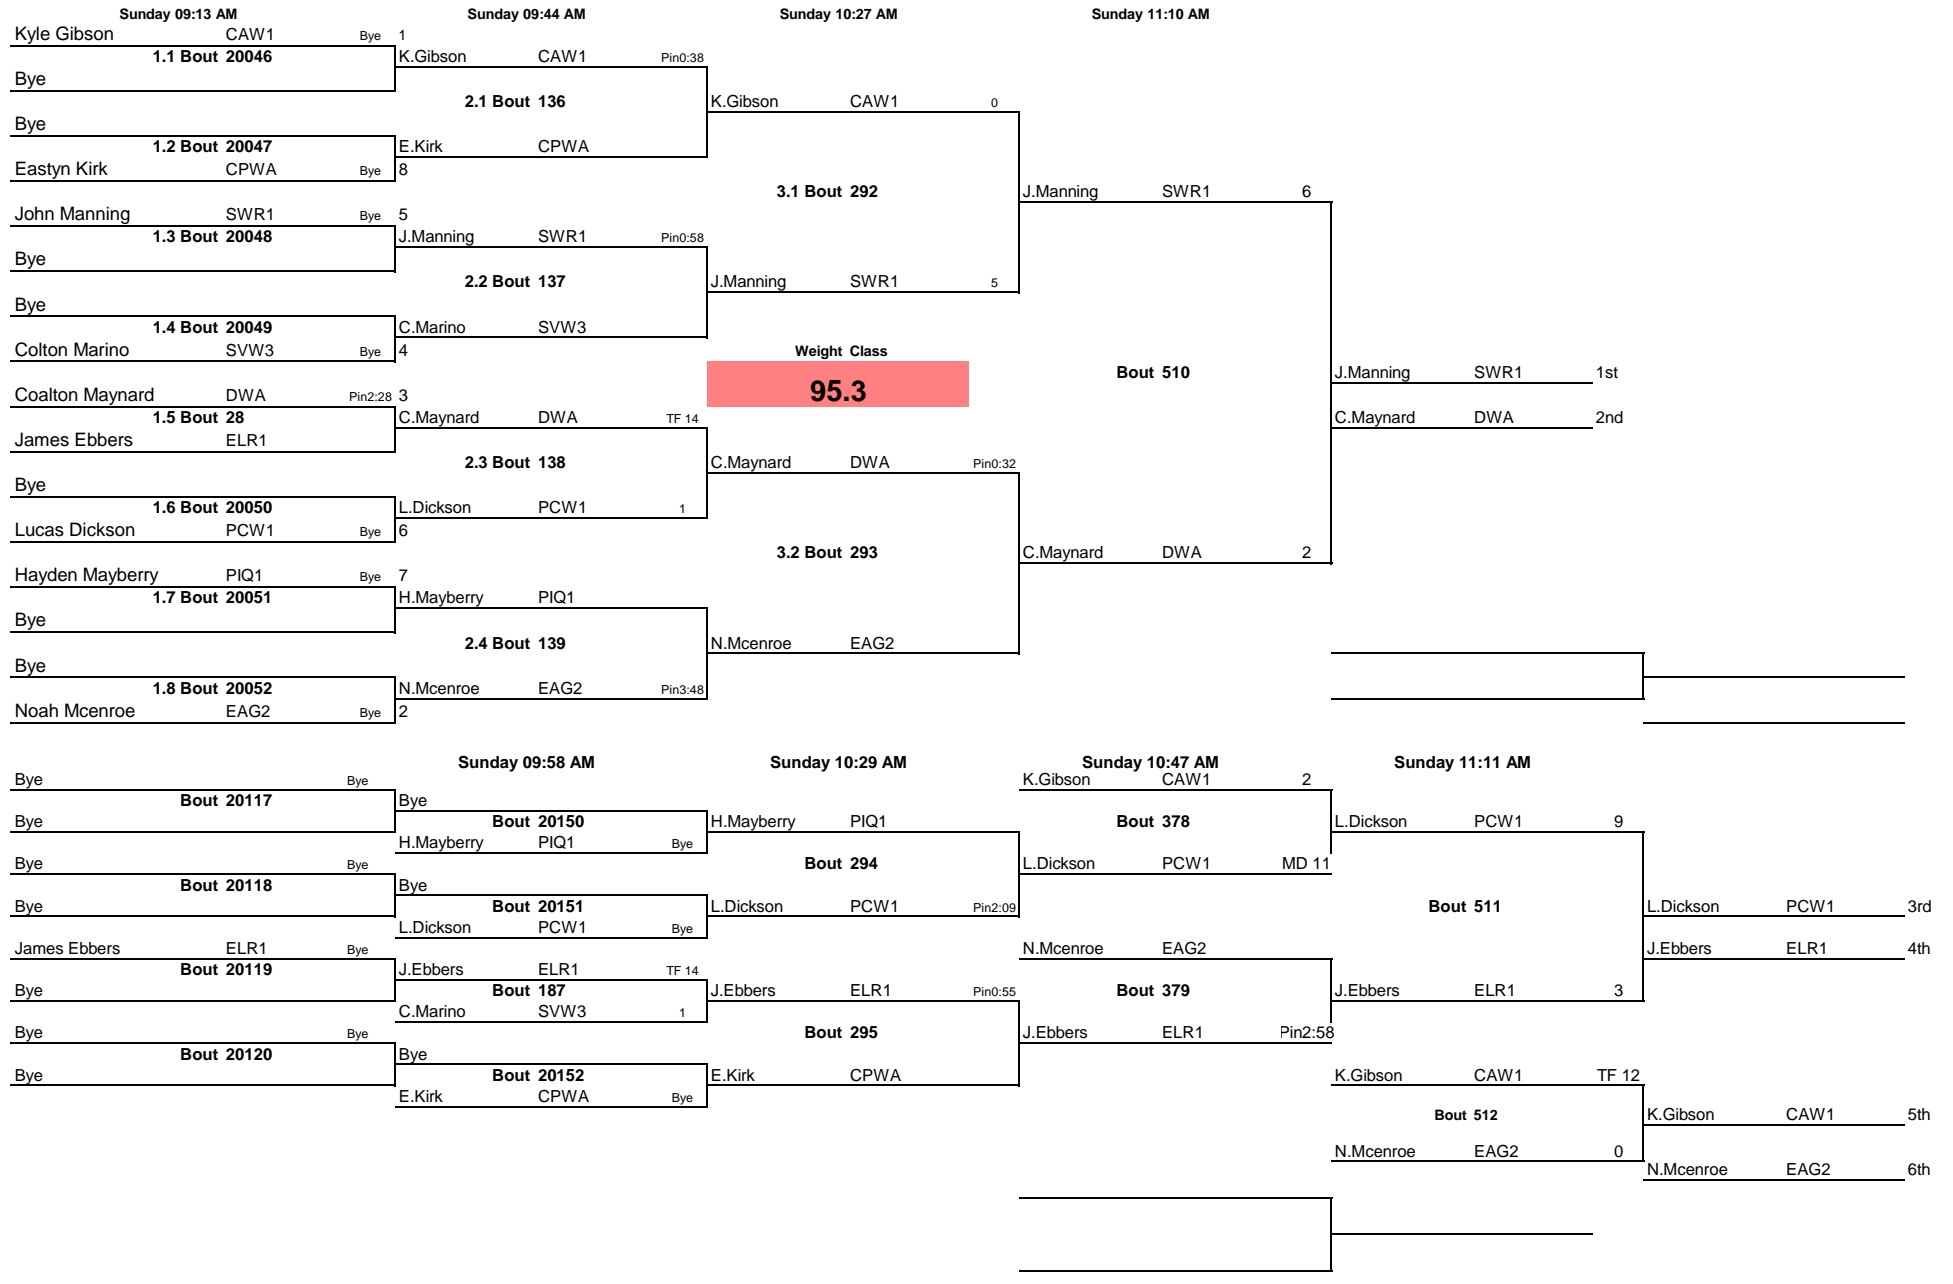 Sunday 09:13 AM Sunday 09:44 AM Sunday 10:27 AM Sunday 11:10 AM
Kyle Gibson CAW1 Bye 1
1.1 Bout 20046 K.Gibson CAW1 Pin0:38
Bye
2.1 Bout 136 K.Gibson CAW1 0
Bye
1.2 Bout 20047 E.Kirk CPWA
Eastyn Kirk CPWA Bye 8
3.1 Bout 292 J.Manning SWR1 6
John Manning SWR1 Bye 5
1.3 Bout 20048 J.Manning SWR1 Pin0:58
Bye
2.2 Bout 137 J.Manning SWR1 5
Bye
1.4 Bout 20049 C.Marino SVW3
Colton Marino SVW3 Bye 4 Weight Class
Bout 510 J.Manning SWR1 1st
Coalton Maynard DWA Pin2:28 3 95.3
1.5 Bout 28 C.Maynard DWA TF 14 C.Maynard DWA 2nd
James Ebbers ELR1
2.3 Bout 138 C.Maynard DWA Pin0:32
Bye
1.6 Bout 20050 L.Dickson PCW1 1
Lucas Dickson PCW1 Bye 6
3.2 Bout 293 C.Maynard DWA 2
Hayden Mayberry PIQ1 Bye 7
1.7 Bout 20051 H.Mayberry PIQ1
Bye
2.4 Bout 139 N.Mcenroe EAG2
Bye
1.8 Bout 20052 N.Mcenroe EAG2 Pin3:48
Noah Mcenroe EAG2 Bye 2
Sunday 09:58 AM Sunday 10:29 AM Sunday 10:47 AM Sunday 11:11 AM
Bye Bye K.Gibson CAW1 2
Bout 20117 Bye
Bye Bout 20150 H.Mayberry PIQ1 Bout 378 L.Dickson PCW1 9
H.Mayberry PIQ1 Bye
Bye Bye Bout 294 L.Dickson PCW1 MD 11
Bout 20118 Bye
Bye Bout 20151 L.Dickson PCW1 Pin2:09 Bout 511 L.Dickson PCW1 3rd
L.Dickson PCW1 Bye
James Ebbers ELR1 Bye N.Mcenroe EAG2 J.Ebbers ELR1 4th
Bout 20119 J.Ebbers ELR1 TF 14
Bye Bout 187 J.Ebbers ELR1 Pin0:55 Bout 379 J.Ebbers ELR1 3
C.Marino SVW3 1
Bye Bye Bout 295 J.Ebbers ELR1 Pin2:58
Bout 20120 Bye
Bye Bout 20152 E.Kirk CPWA K.Gibson CAW1 TF 12
E.Kirk CPWA Bye
Bout 512 K.Gibson CAW1 5th
N.Mcenroe EAG2 0
N.Mcenroe EAG2 6th